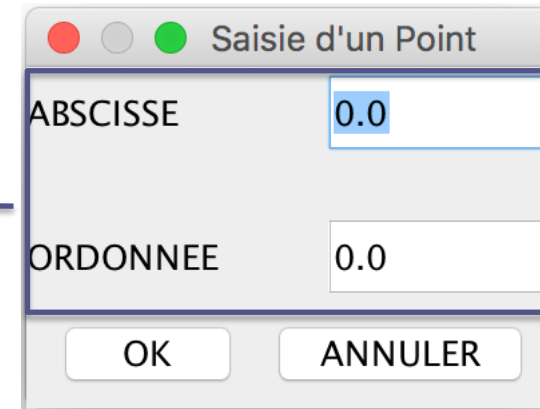 Saisie d'un Point
ABSCISSE 0.0
ORDONNEE 0.0
OK ANNULER